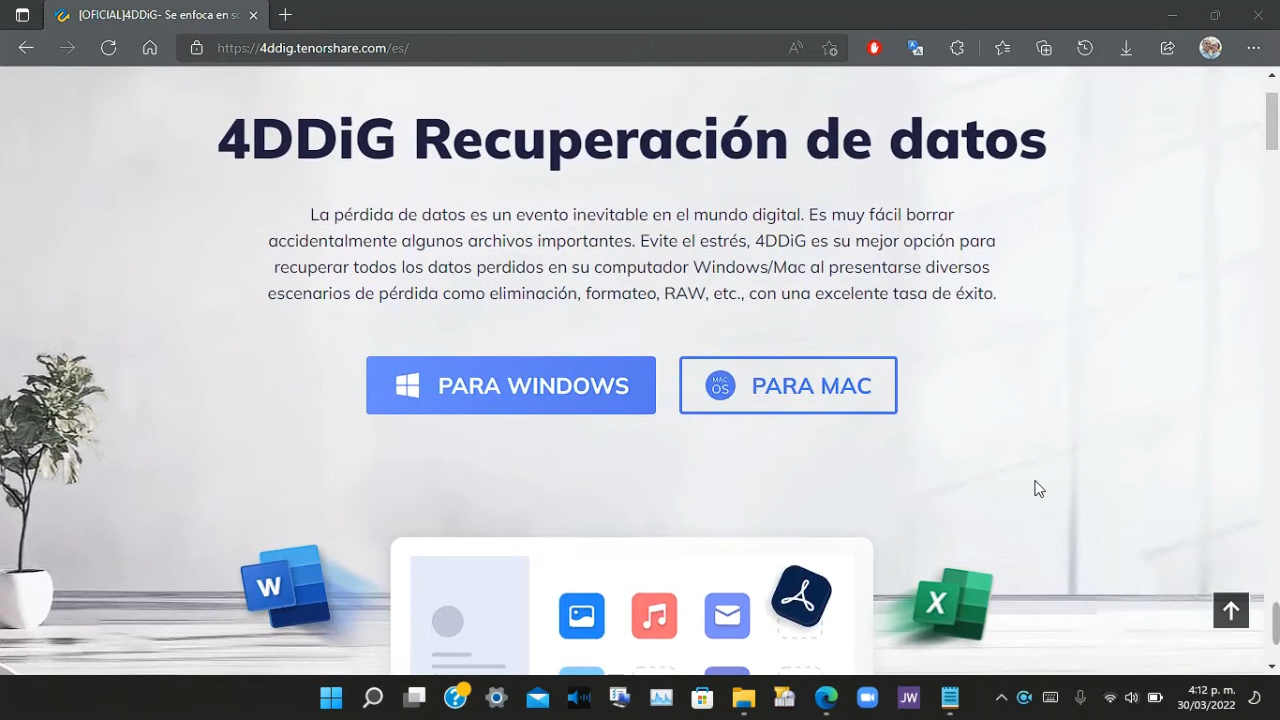 [OFICIAL]4DDiG- Se enfoca en so
https://4ddig.tenorshare.com/es/
4DDiG Recuperación de datos
La pérdida de datos es un evento inevitable en el mundo digital. Es muy fácil borrar
accidentalmente algunos archivos importantes. Evite el estrés, 4DDiG es su mejor opción para
recuperar todos los datos perdidos en su computador Windows/Mac al presentarse diversos
escenarios de pérdida como eliminación, formateo, RAW, etc., con una excelente tasa de éxito.
PARA WINDOWS
MAC
OS
PARA MAC
W
X
JW
4:12 p. m.
30/03/2022